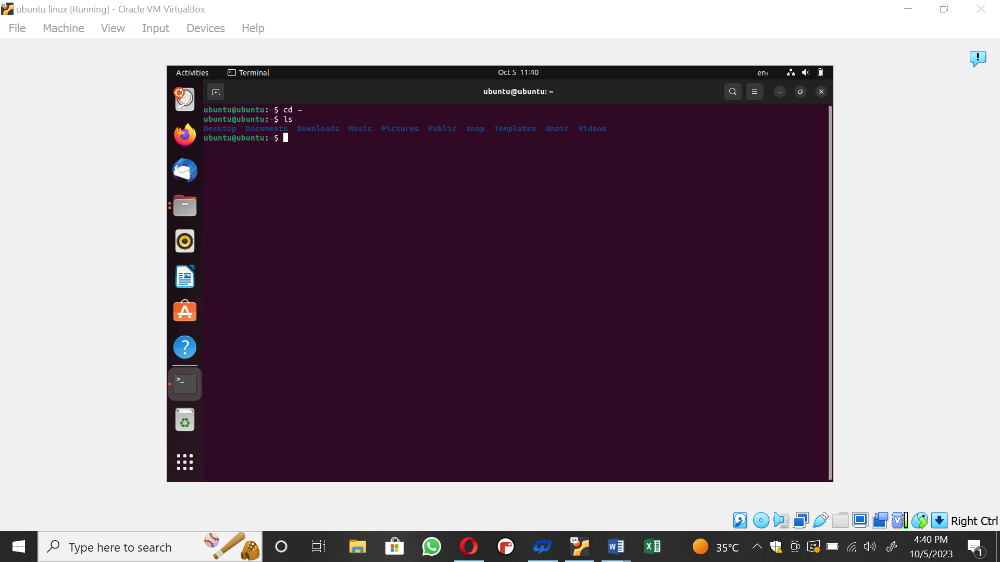 ubuntu linux [Running] - Oracle VM VirtualBox
File Machine View Input Devices Help
Activities Terminal Oct 5 11:40 en₁
ubuntu@ubuntu: ~
ubuntu@ubuntu:~$ cd ~
ubuntu@ubuntu:~$ ls
Desktop Documents Downloads Music Pictures Public snap Templates Umair Videos
ubuntu@ubuntu:~$
Right Ctrl
Type here to search
64
35°C
4:40 PM
10/5/2023
1